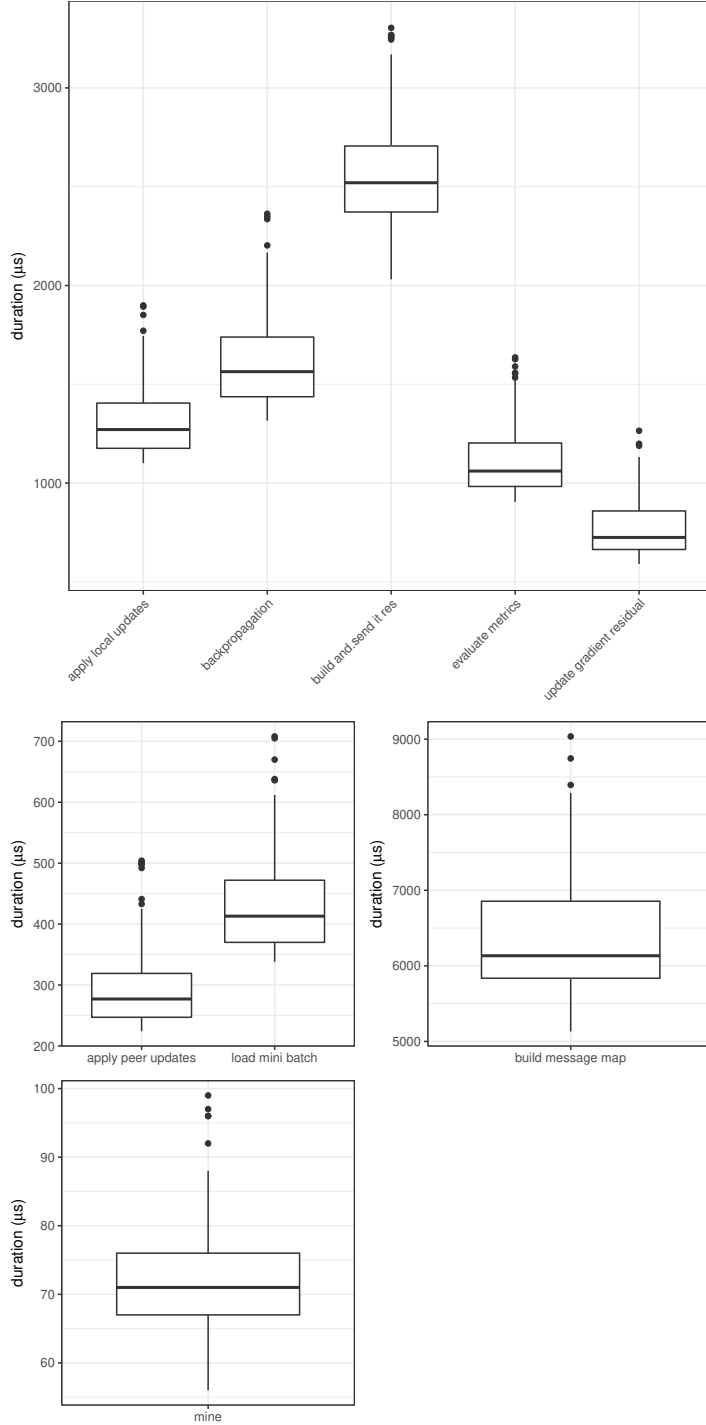 3000
2000
1000
duration (µs)
apply local updates
backpropagation
build and.send it res
evaluate metrics
update gradient residual
700
600
500
400
300
200
duration (µs)
apply peer updates load mini batch
9000
8000
7000
6000
5000
duration (µs)
build message map
100
90
80
70
60
duration (µs)
mine